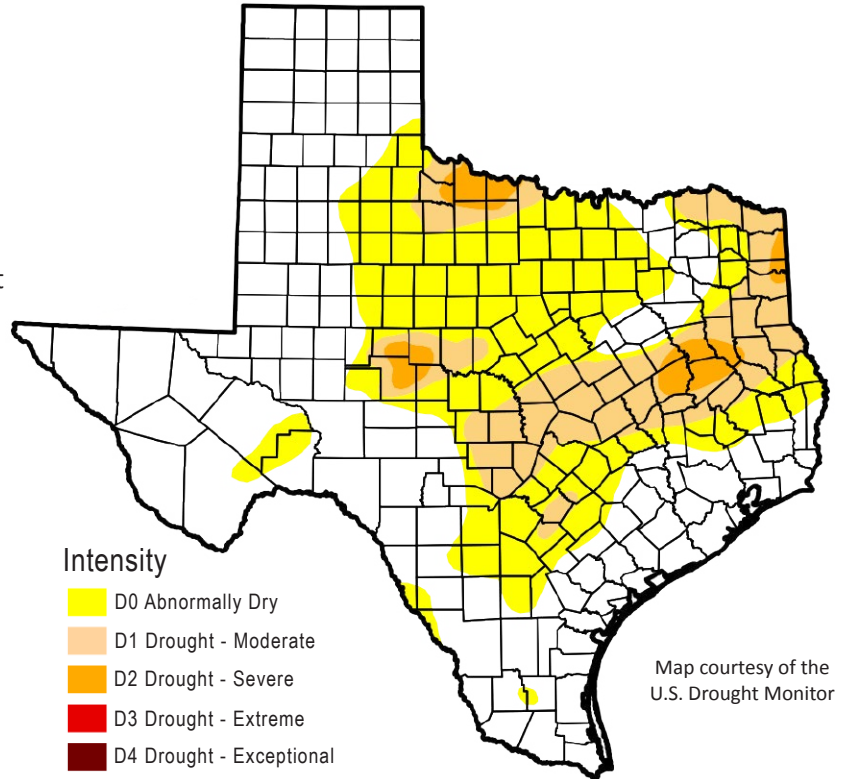 t
Intensity
D0 Abnormally Dry
D1 Drought - Moderate
D2 Drought - Severe
D3 Drought - Extreme
D4 Drought - Exceptional
Map courtesy of the
U.S. Drought Monitor